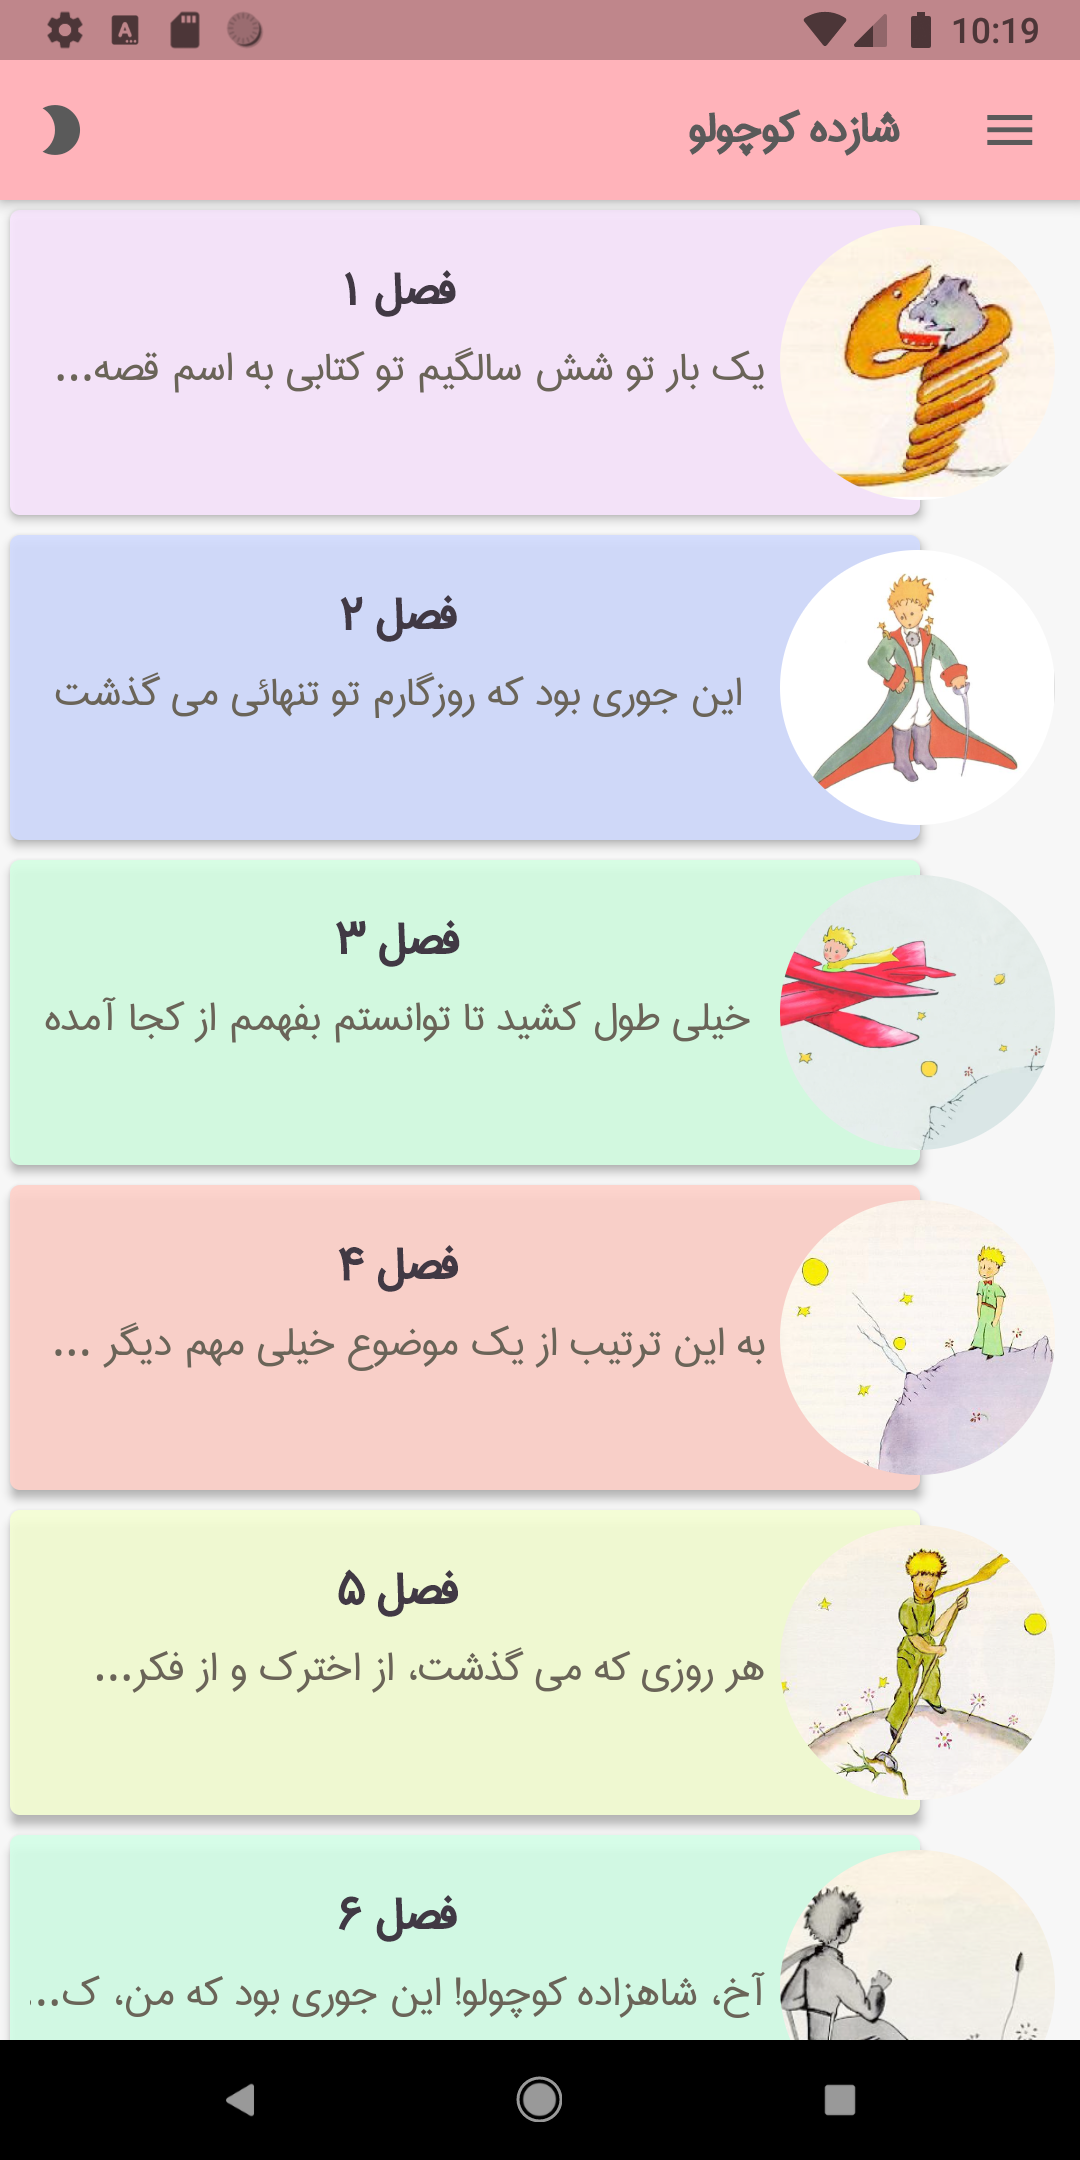 10:19
شازده کوچولو
فصل ۱
یک بار تو شش سالگیم تو کتابی به اسم قصه...
فصل ۲
این جوری بود که روزگارم تو تنهائی می گذشت
فصل ۳
خیلی طول کشید تا توانستم بفهمم از کجا آمده
فصل ۴
به این ترتیب از یک موضوع خیلی مهم دیگر ...
فصل ۵
هر روزی که می گذشت، از اخترک و از فکر...
فصل ۶
آخ، شاهزاده کوچولو! این جوری بود که من، ک...